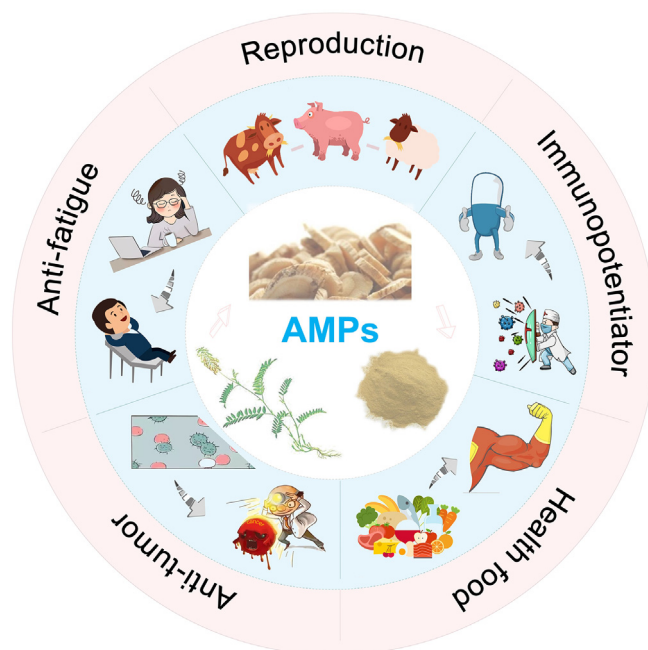 Reproduction
Immunopotentiator
Health food
Anti-tumor
Anti-fatigue
AMPs